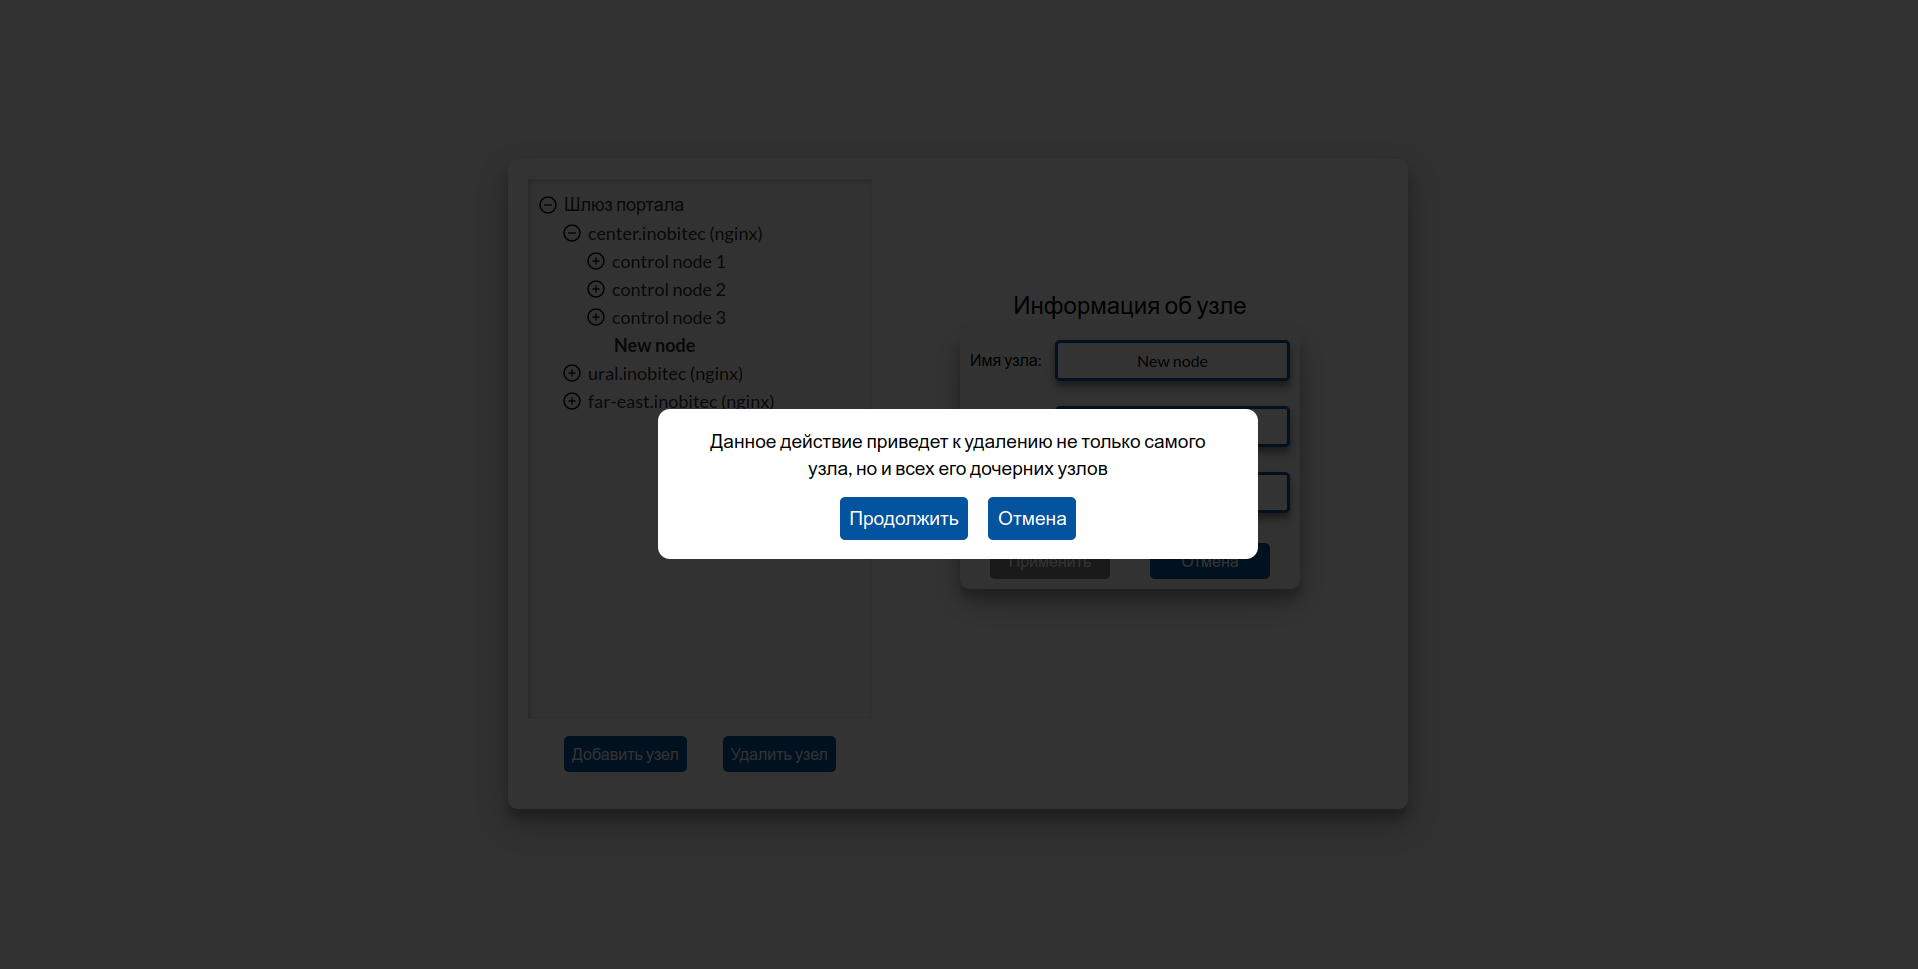 Шлюз портала
center.inobitec (nginx)
control node 1
control node 2
control node 3
New node
ural.inobitec (nginx)
far-east.inobitec (nginx)
Добавить узел
Удалить узел
Информация об узле
Имя узла:
New node
Применить
Отмена
Данное действие приведет к удалению не только самого
узла, но и всех его дочерних узлов
Продолжить
Отмена